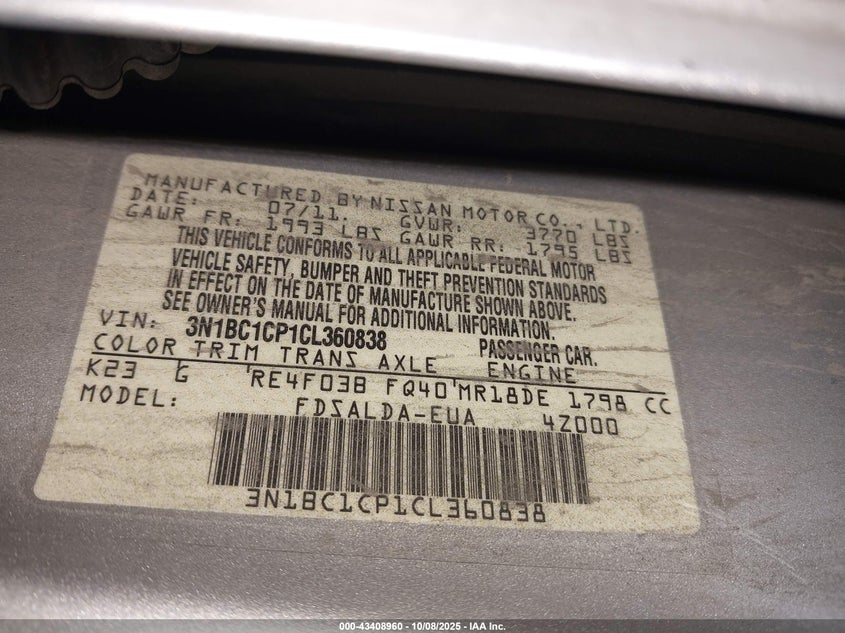 MANUFACTURED BY NISSAN MOTOR CO., LTD.
DATE: 07/11. GVWR: 3770 LBS
GAWR FR: 1993 LBS GAWR RR: 1795 LBS
THIS VEHICLE CONFORMS TO ALL APPLICABLE FEDERAL MOTOR
VEHICLE SAFETY, BUMPER AND THEFT PREVENTION STANDARDS
IN EFFECT ON THE DATE OF MANUFACTURE SHOWN ABOVE.
SEE OWNER'S MANUAL FOR ADDITIONAL INFORMATION.
VIN: 3N1BC1CP1CL360838 PASSENGER CAR.
COLOR TRIM TRANS AXLE ENGINE
K23 G RE4F03B FQ40 MR18DE 1798 CC
MODEL: FDSALDA-EUA 4Z000
3N1BC1CP1CL360838
000-43408960 - 10/08/2025 - IAA Inc.